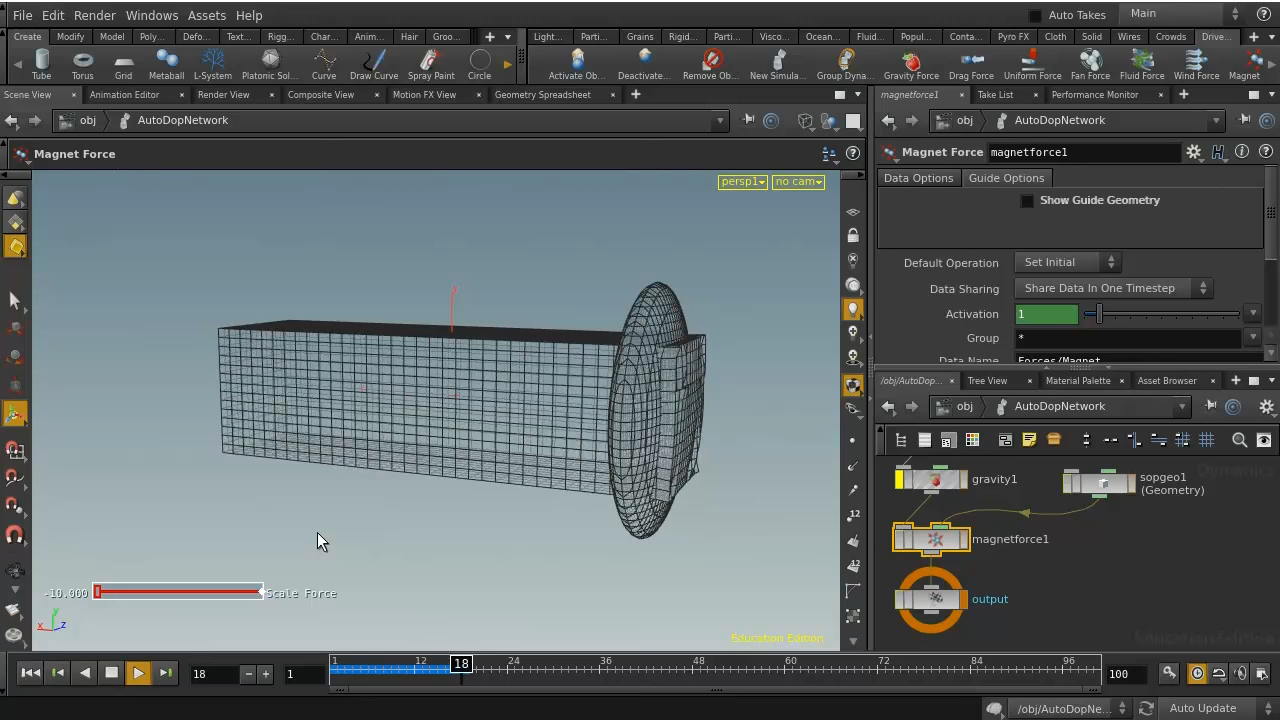 File Edit Render Windows Assets Help
Auto Takes Main
Create Modify Model Poly... Defo... Text... Rigg... Char... Anim... Hair Groo...
Light... Parti... Grains Rigid... Parti... Visco... Ocean... Fluid... Popul... Conta... Pyro FX Cloth Solid Wires Crowds Drive...
Tube Torus Grid Metaball L-System Platonic Sol... Curve Draw Curve Spray Paint Circle
Activate Ob... Deactivate... Remove Ob... New Simula... Group Dyna... Gravity Force Drag Force Uniform Force Fan Force Fluid Force Wind Force Magnet
Scene View Animation Editor Render View Composite View Motion FX View Geometry Spreadsheet
magnetforce1 Take List Performance Monitor
obj AutoDopNetwork
obj AutoDopNetwork
Magnet Force
Magnet Force magnetforce1
persp1 no cam
Data Options Guide Options
Show Guide Geometry
Default Operation Set Initial
Data Sharing Share Data In One Timestep
Activation 1
Group *
Data Name Forces/Magnet
/obj/AutoDop... Tree View Material Palette Asset Browser
obj AutoDopNetwork
gravity1
sopgeo1
(Geometry)
magnetforce1
output
-10.000 Scale Force
y
x z
Education Edition
12
12
18 1 1 12 18 24 36 48 60 72 84 96 100
/obj/AutoDopNe... Auto Update